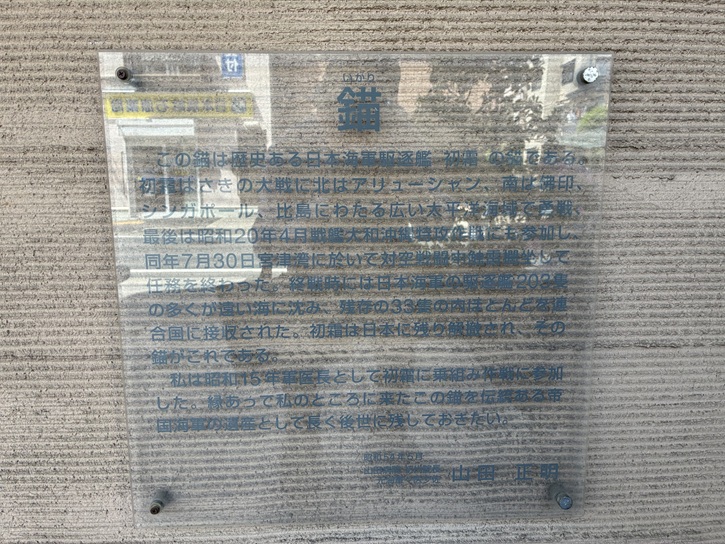 いかり
錨
この錨は歴史ある日本海軍駆逐艦 初霜 の錨である。
初霜はさきの大戦に北はアリューシャン、南は蘭印、
シンガポール、比島にわたる広い太平洋海域で奮戦、
最後は昭和20年4月戦艦大和沖縄特攻作戦にも参加し、
同年7月30日宮津湾に於いて対空戦闘中触雷擱坐して
任務を終わった。終戦時には日本海軍の駆逐艦202隻
の多くが遠い海に沈み、残存の33隻の内ほとんどを連
合国に接収された。初霜は日本に残り解撤され、その
錨がこれである。
私は昭和15年軍医長として初霜に乗組み作戦に参加
した。縁あって私のところに来たこの錨を伝統ある帝
国海軍の遺産として長く後世に残しておきたい。
山田 正明